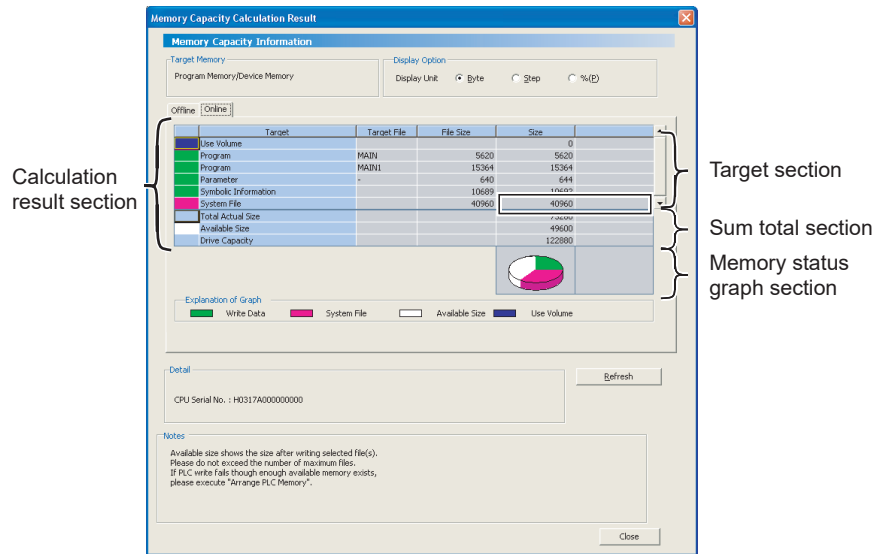 Memory Capacity Calculation Result
Memory Capacity Information
Target Memory
Program Memory/Device Memory
Display Option
Display Unit Byte Step %(P)
Offline Online
Target Target File File Size Size
Use Volume 0
Program MAIN 5620 5620
Program MAIN1 15364 15364
Parameter - 640 644
Symbolic Information 10689 10692
System File 40960 40960
Total Actual Size 73280
Available Size 49600
Drive Capacity 122880
Explanation of Graph
Write Data System File Available Size Use Volume
Detail
CPU Serial No. : H0317A000000000
Refresh
Notes
Available size shows the size after writing selected file(s).
Please do not exceed the number of maximum files.
If PLC write fails though enough available memory exists,
please execute "Arrange PLC Memory".
Close
Calculation
result section
Target section
Sum total section
Memory status
graph section